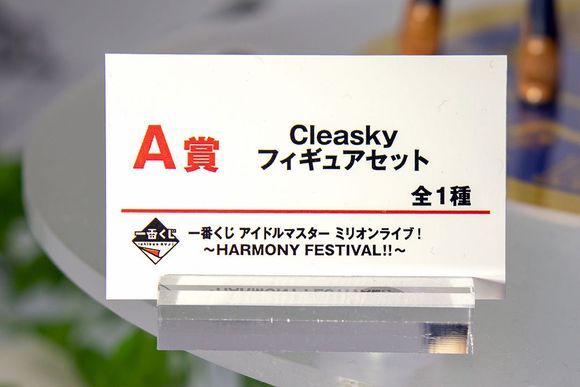 A賞
Cleasky
フィギュアセット
全1種
一番くじ
一番くじ アイドルマスター ミリオンライブ！
～HARMONY FESTIVAL!!～